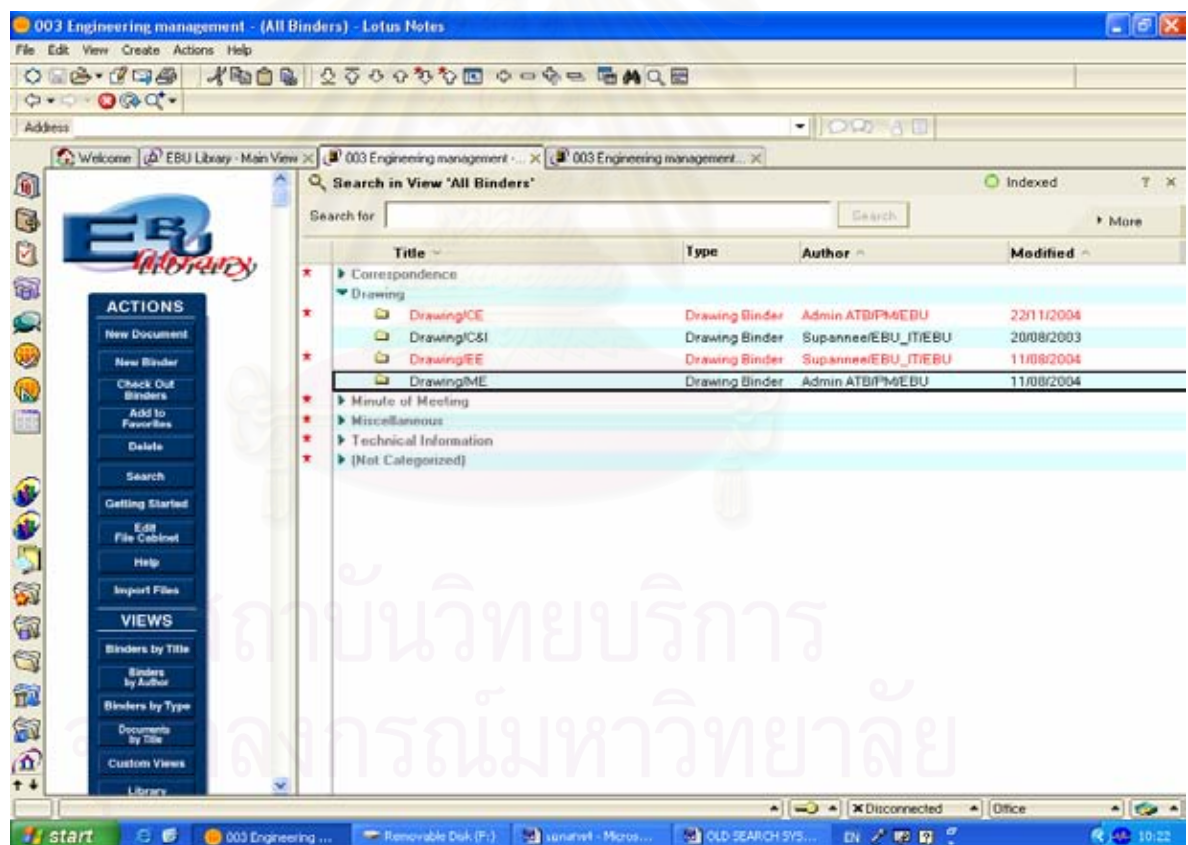 003 Engineering management - (All Binders) - Lotus Notes
File Edit View Create Actions Help
Address
Welcome EBU Library - Main View 003 Engineering management - ... 003 Engineering management...
Search in View 'All Binders' Indexed ? ×
Search for Search More
EBU
library
Title Type Author Modified
Correspondence
Drawing
Drawing/CE Drawing Binder Admin ATB/PM/EBU 22/11/2004
Drawing/C&I Drawing Binder Supannee/EBU_IT/EBU 20/08/2003
Drawing/EE Drawing Binder Supannee/EBU_IT/EBU 11/08/2004
Drawing/ME Drawing Binder Admin ATB/PM/EBU 11/08/2004
Minute of Meeting
Miscellaneous
Technical Information
(Not Categorized)
ACTIONS
New Document
New Binder
Check Out
Binders
Add to
Favorites
Delete
Search
Getting Started
Edit
File Cabinet
Help
Import Files
VIEWS
Binders by Title
Binders
by Author
Binders by Type
Documents
by Title
Custom Views
Library
สถาบันวิทยบริการ
จุฬาลงกรณ์มหาวิทยาลัย
Disconnected Office
start 003 Engineering ... Removable Disk (F:) - Micros... OLD SEARCH SYS... EN 10:22